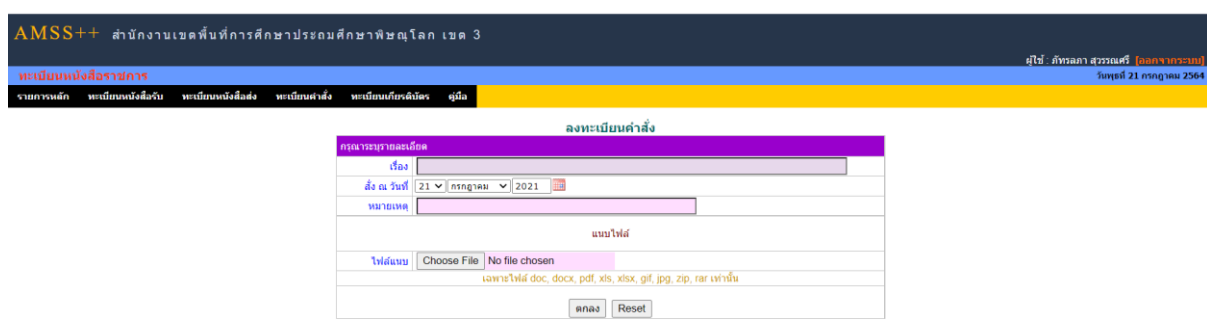 AMSS++ สำนักงานเขตพื้นที่การศึกษาประถมศึกษาพิษณุโลก เขต 3
ผู้ใช้ : ภัทรลภา สุวรรณศรี [ออกจากระบบ]
ทะเบียนหนังสือราชการ วันพุธที่ 21 กรกฎาคม 2564
รายการหลัก ทะเบียนหนังสือรับ ทะเบียนหนังสือส่ง ทะเบียนคำสั่ง ทะเบียนเกียรติบัตร คู่มือ
ลงทะเบียนคำสั่ง
กรุณาระบุรายละเอียด
เรื่อง
สั่ง ณ วันที่ 21 กรกฎาคม 2021
หมายเหตุ
แนบไฟล์
ไฟล์แนบ Choose File No file chosen
เฉพาะไฟล์ doc, docx, pdf, xls, xlsx, gif, jpg, zip, rar เท่านั้น
ตกลง Reset